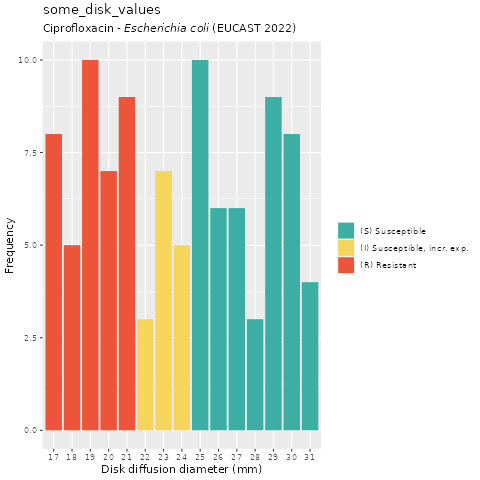 some_disk_values
Ciprofloxacin - Escherichia coli (EUCAST 2022)
Frequency
10.0
7.5
5.0
2.5
0.0
17 18 19 20 21 22 23 24 25 26 27 28 29 30 31
Disk diffusion diameter (mm)
(S) Susceptible
(I) Susceptible, incr. exp.
(R) Resistant